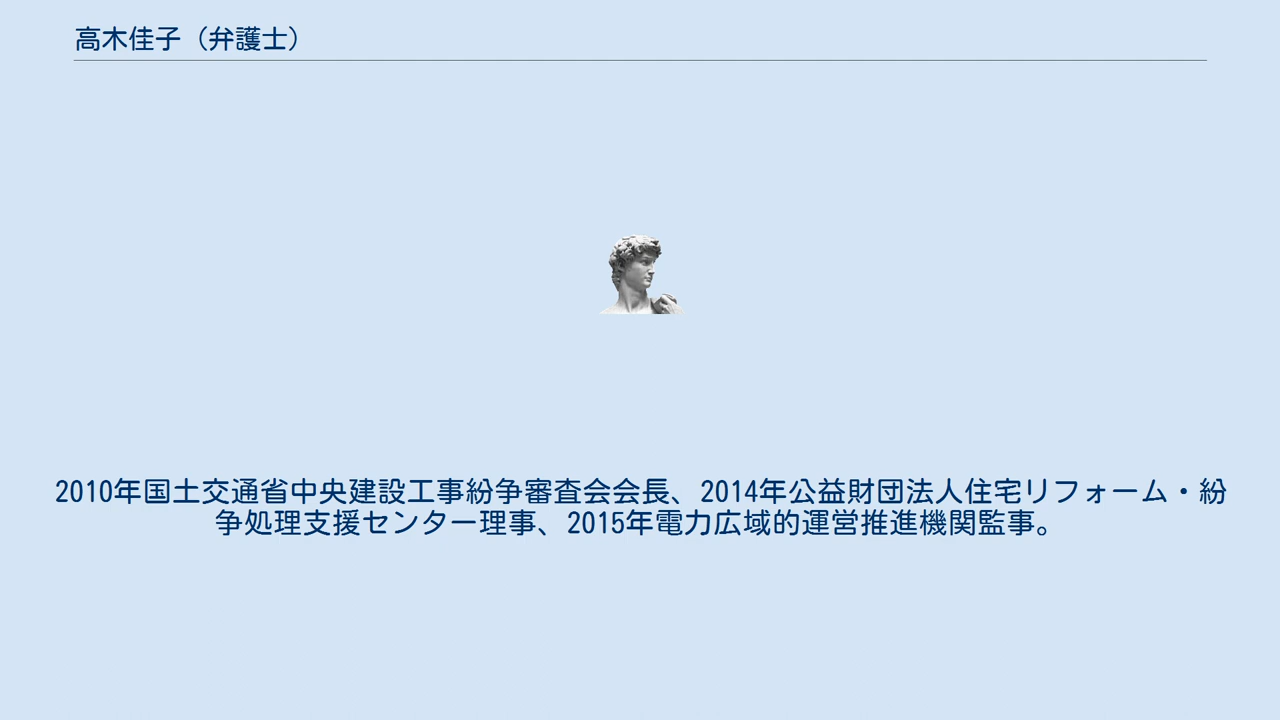 高木佳子（弁護士）
2010年国土交通省中央建設工事紛争審査会会長、2014年公益財団法人住宅リフォーム・紛
争処理支援センター理事、2015年電力広域的運営推進機関監事。